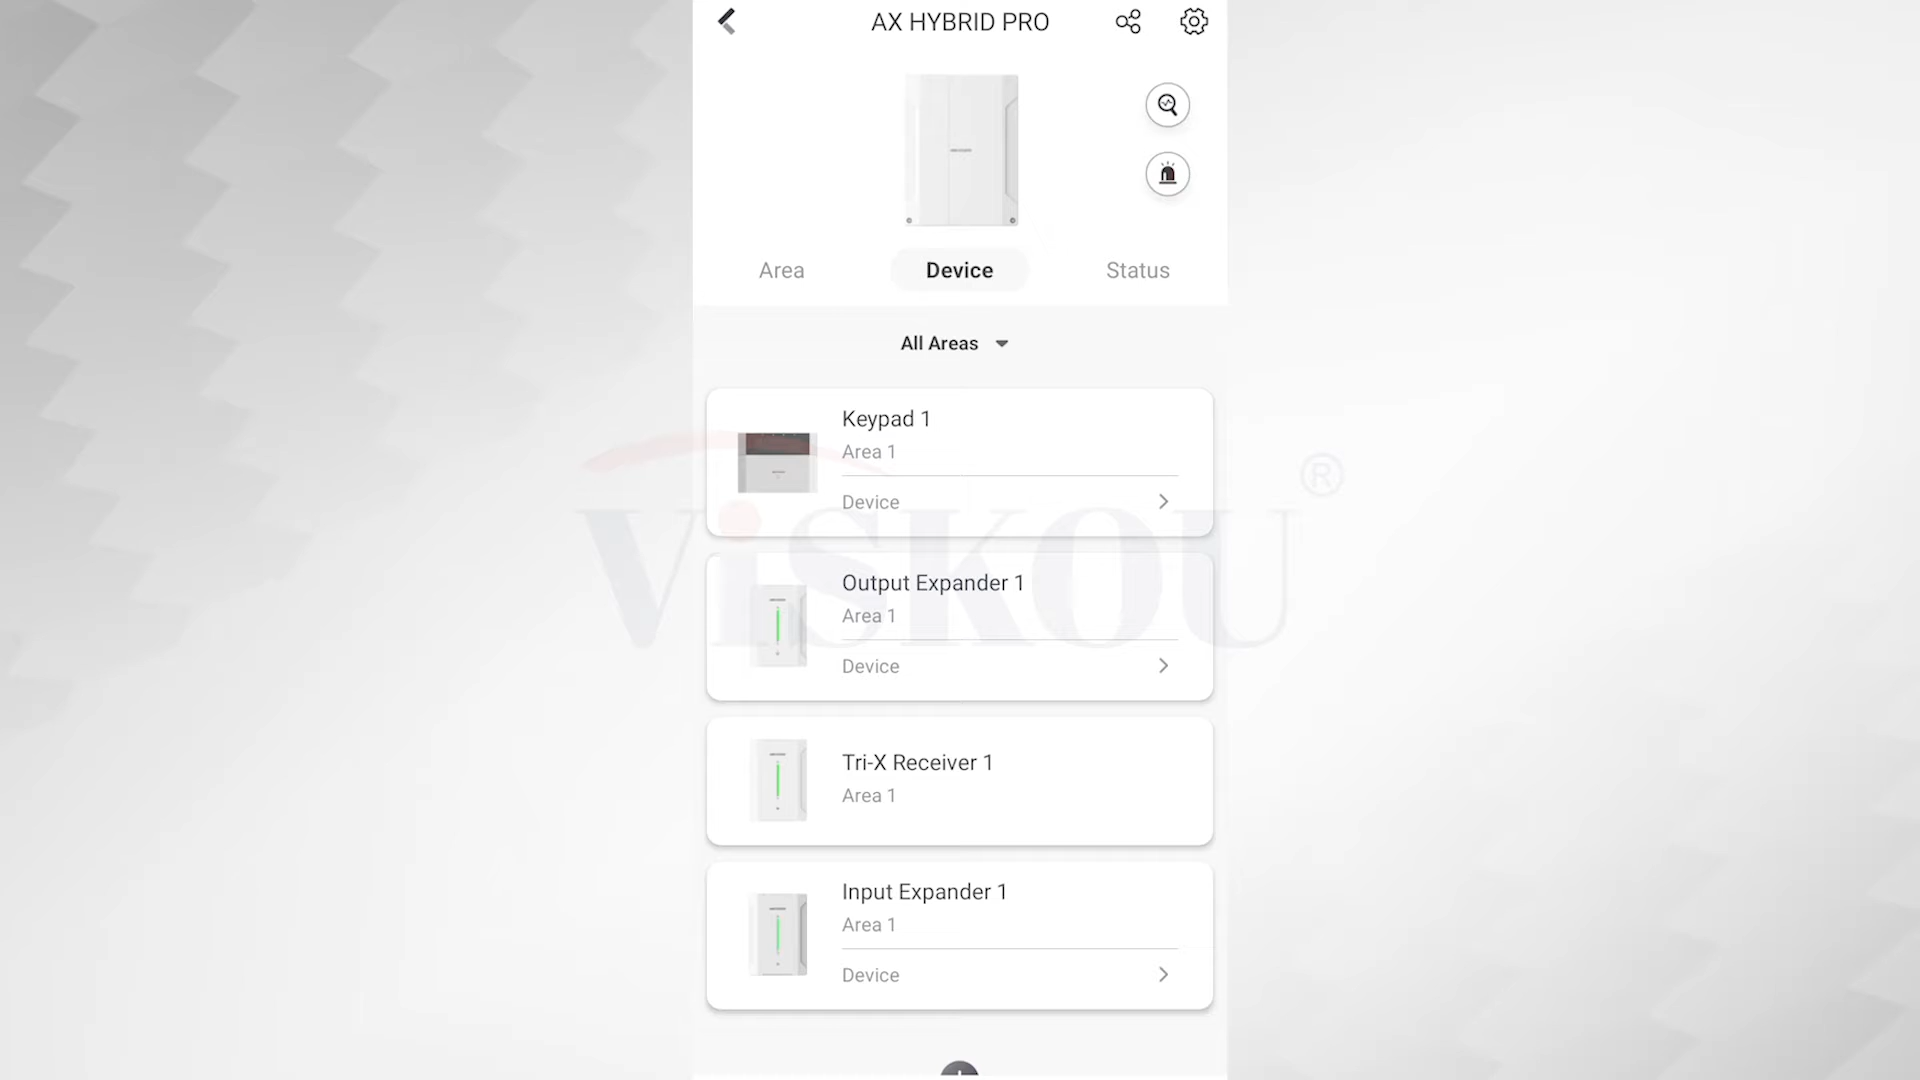 AX HYBRID PRO
Area
Device
Status
All Areas
Keypad 1
Area 1
Device
Output Expander 1
Area 1
Device
Tri-X Receiver 1
Area 1
Input Expander 1
Area 1
Device
ViSKOU®